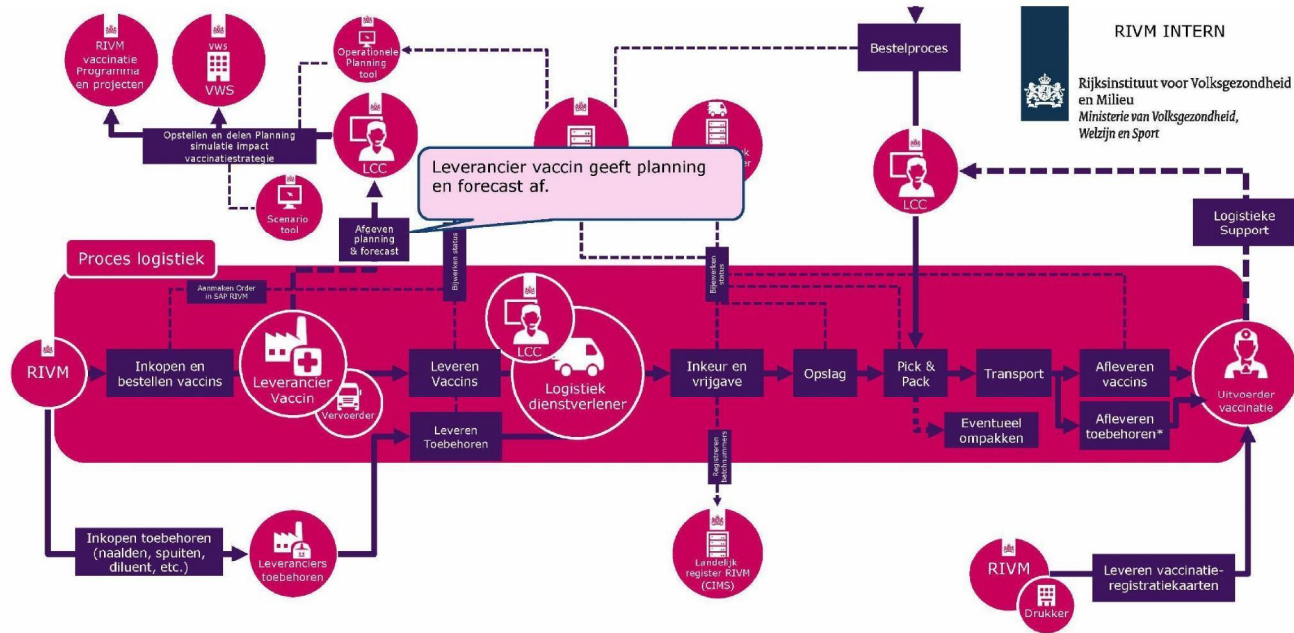 RIVM
vaccinatie
Programma
en projecten
VWS
VWS
Operationele
Planning
tool
Bestelproces
RIVM INTERN
Rijksinstituut voor Volksgezondheid
en Milieu
Ministerie van Volksgezondheid,
Welzijn en Sport
Opstellen en delen Planning
simulatie impact
vaccinatiestrategie
LCC
LCC
Scenario
tool
Leverancier vaccin geeft planning
en forecast af.
Afgeven
planning
& forecast
Bijwerken status
Bijwerken
status
Logistieke
Support
Proces logistiek
Aanmaken Order
in SAP RIVM
RIVM
Inkopen en
bestellen vaccins
Leverancier
Vaccin
Vervoerder
Leveren
Vaccins
Leveren
Toebehoren
LCC
Logistiek
dienstverlener
Inkeur en
vrijgave
Opslag
Pick &
Pack
Transport
Afleveren
vaccins
Eventueel
ompakken
Afleveren
toebehoren*
Uitvoerder
vaccinatie
Registreren
batchnummers
Inkopen toebehoren
(naalden, spuiten,
diluent, etc.)
Leveranciers
toebehoren
Landelijk
register RIVM
(CIMS)
RIVM
Drukker
Leveren vaccinatie-
registratiekaarten